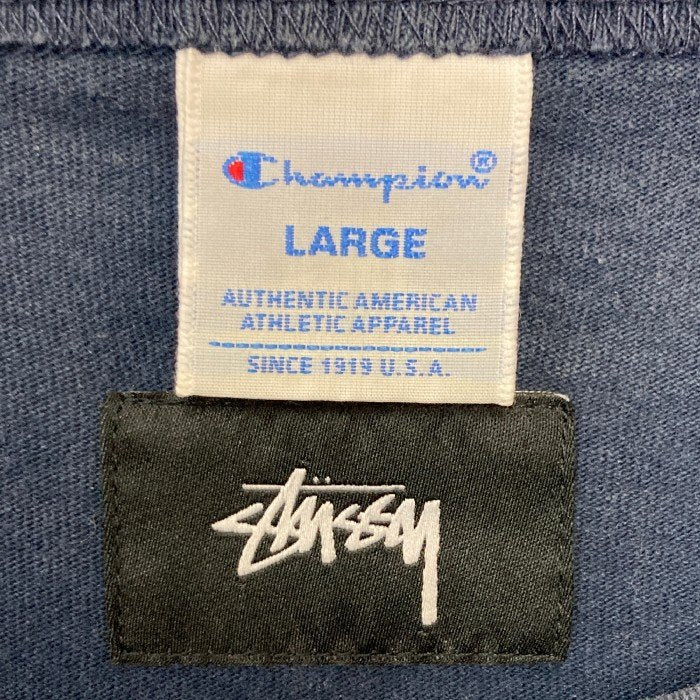 Champion®
LARGE
AUTHENTIC AMERICAN
ATHLETIC APPAREL
SINCE 1919 U.S.A.
Stüssy